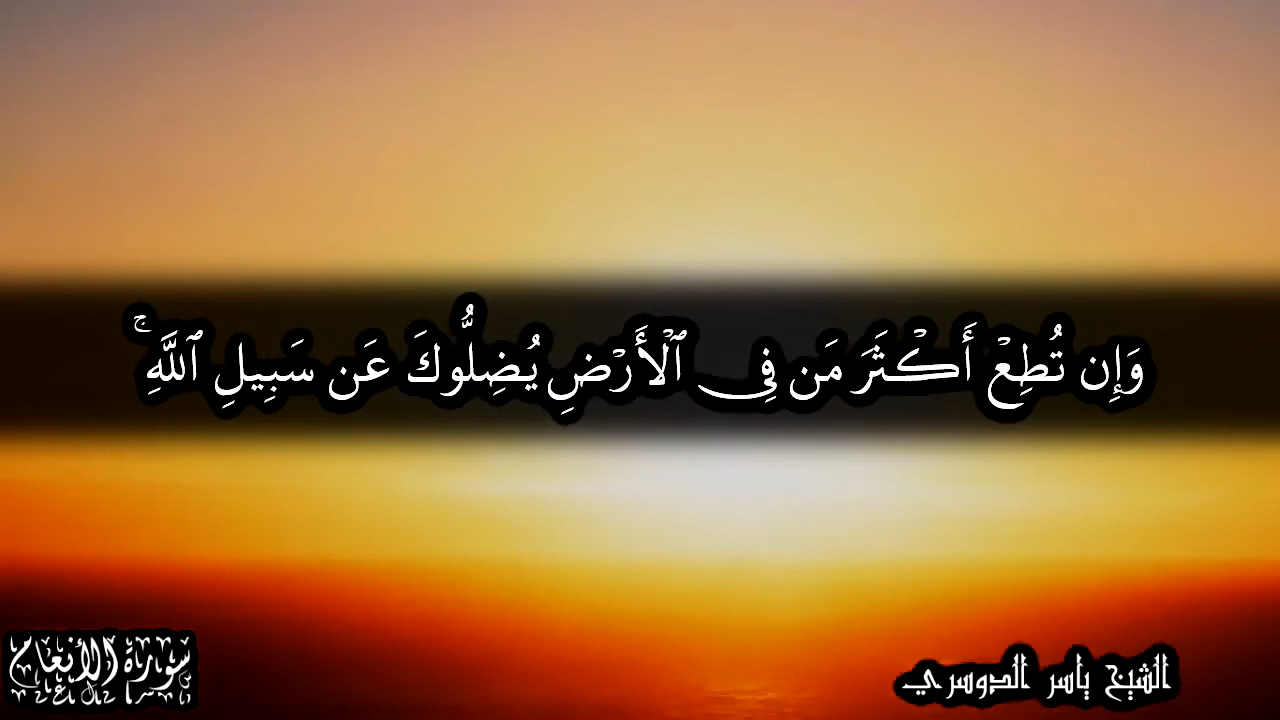 وَإِن تُطِعْ أَكْثَرَ مَن فِى ٱلْأَرْضِ يُضِلُّوكَ عَن سَبِيلِ ٱللَّهِ ۚ
سورة الأنعام
الشيخ ياسر الدوسري